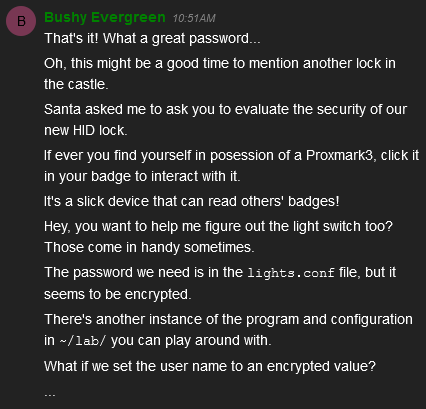 B
Bushy Evergreen 10:51AM
That's it! What a great password...
Oh, this might be a good time to mention another lock in
the castle.
Santa asked me to ask you to evaluate the security of our
new HID lock.
If ever you find yourself in posession of a Proxmark3, click it
in your badge to interact with it.
It's a slick device that can read others' badges!
Hey, you want to help me figure out the light switch too?
Those come in handy sometimes.
The password we need is in the lights.conf file, but it
seems to be encrypted.
There's another instance of the program and configuration
in ~/lab/ you can play around with.
What if we set the user name to an encrypted value?
...